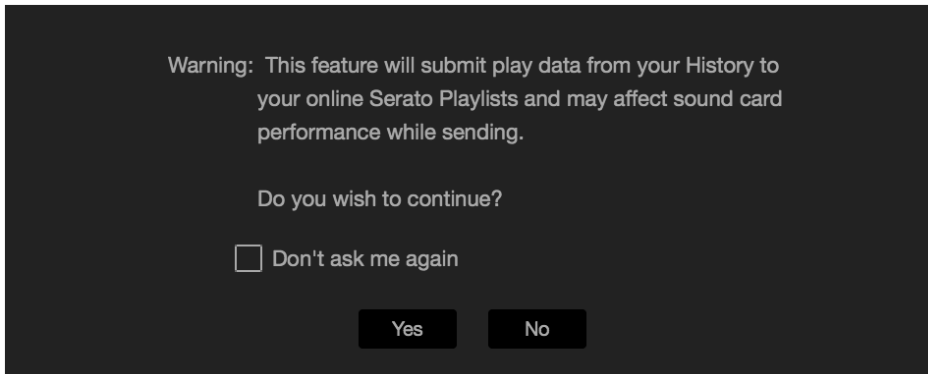 Warning: This feature will submit play data from your History to
your online Serato Playlists and may affect sound card
performance while sending.
Do you wish to continue?
Don't ask me again
Yes No